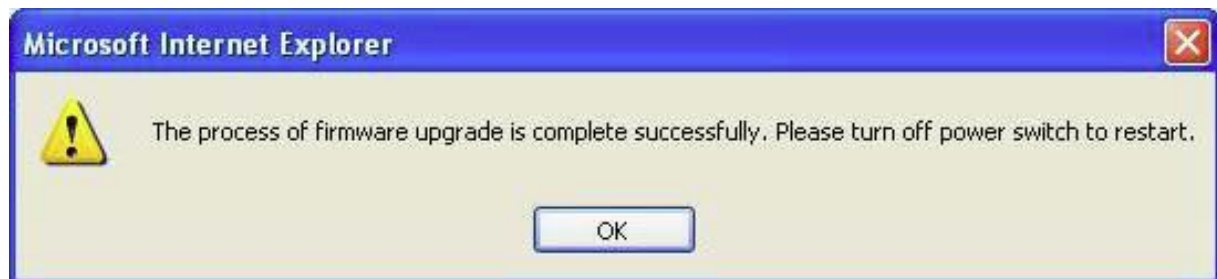 Microsoft Internet Explorer
The process of firmware upgrade is complete successfully. Please turn off power switch to restart.
OK